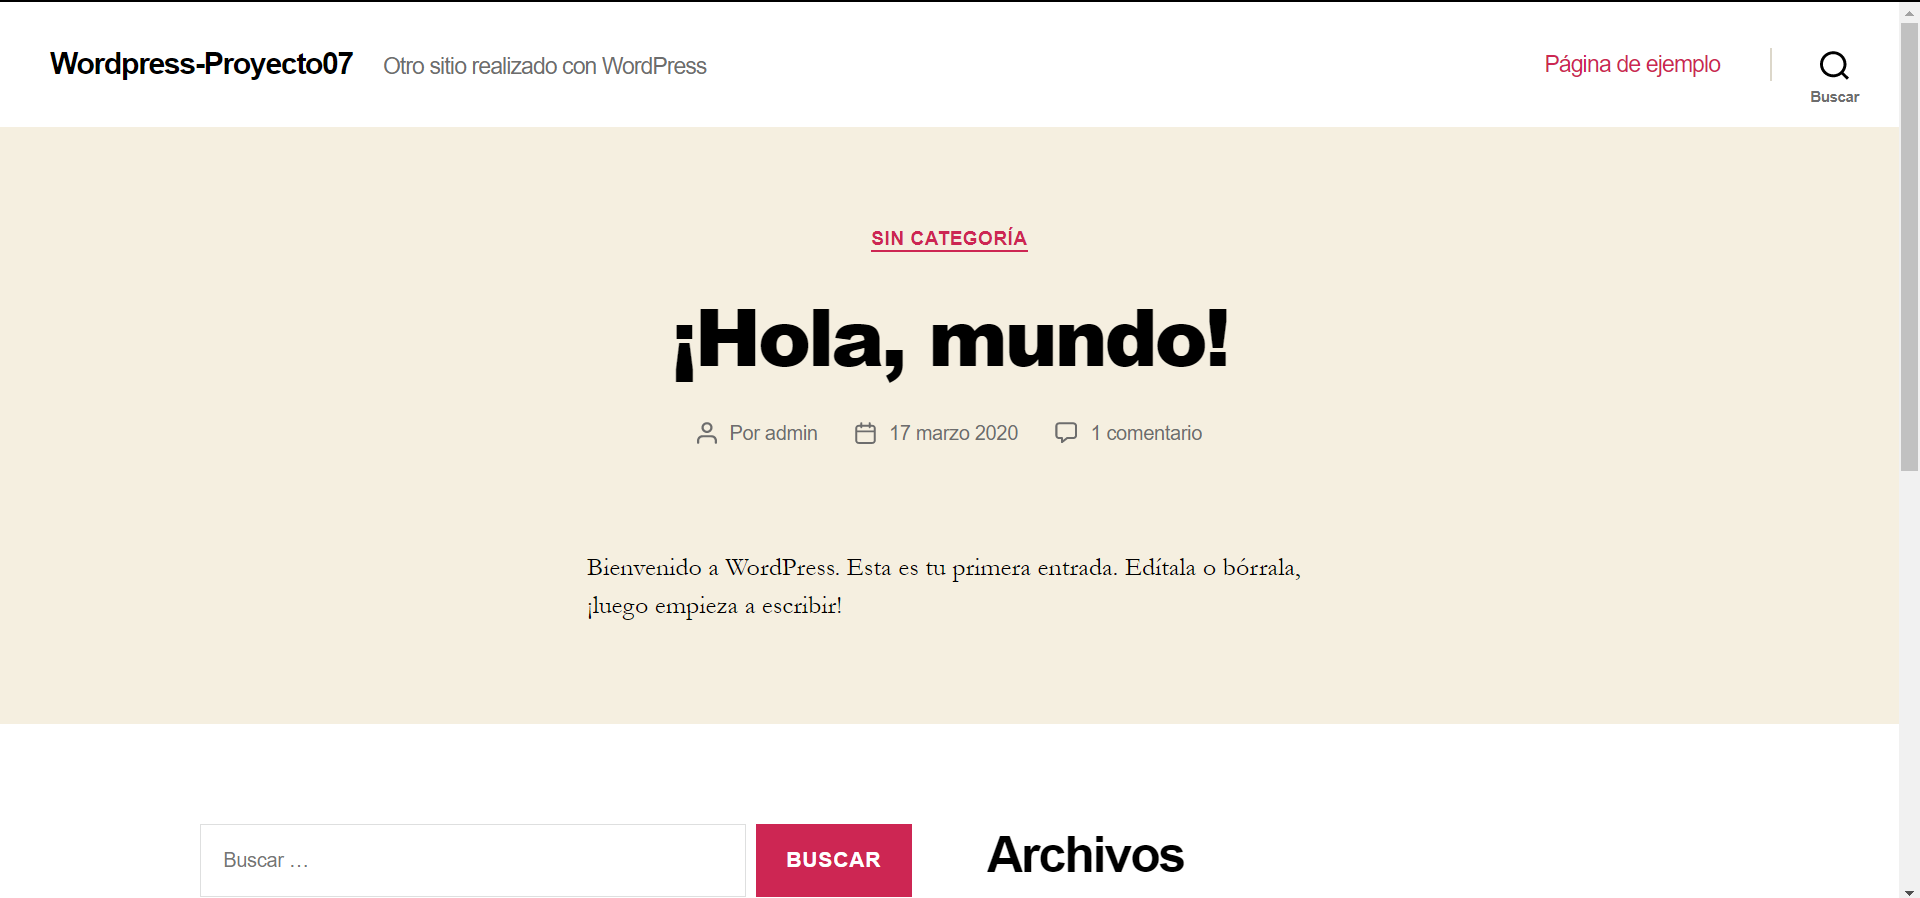 Wordpress-Proyecto07 Otro sitio realizado con WordPress
Página de ejemplo
Buscar
SIN CATEGORÍA
¡Hola, mundo!
Por admin 17 marzo 2020 1 comentario
Bienvenido a WordPress. Esta es tu primera entrada. Edítala o bórrala,
¡luego empieza a escribir!
Buscar …
BUSCAR
Archivos